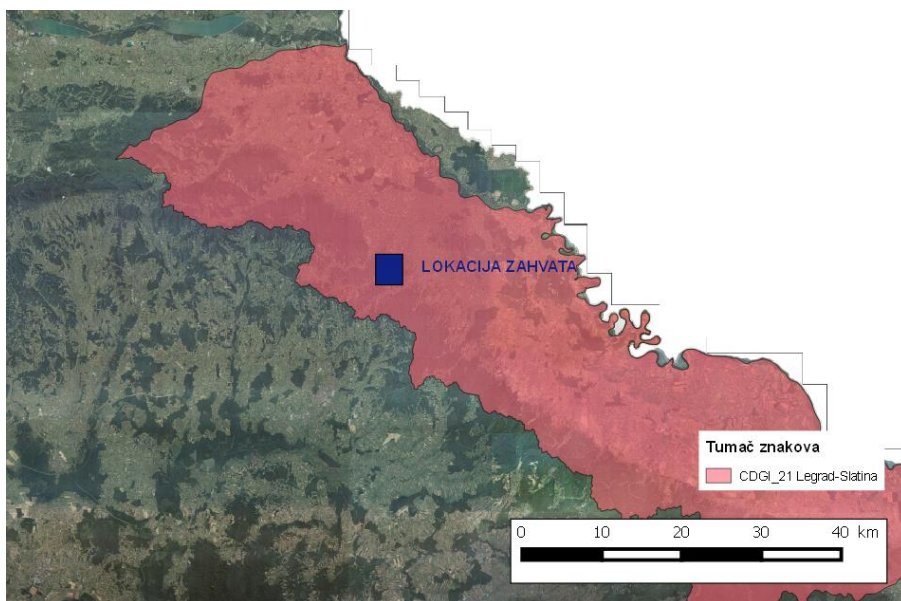 LOKACIJA ZAHVATA
Tumač znakova
CDGI_21 Legrad-Slatina
0 10 20 30 40 km